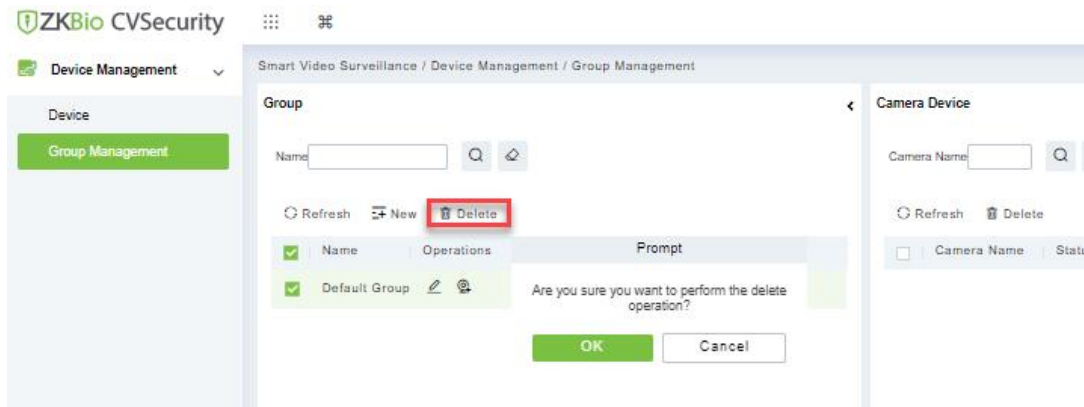 ZKBio CVSecurity
Device Management
Device
Group Management
Smart Video Surveillance / Device Management / Group Management
Group
Name
Refresh New Delete
Name Operations
Default Group
Prompt
Are you sure you want to perform the delete
operation?
OK Cancel
Camera Device
Camera Name
Refresh Delete
Camera Name Statu